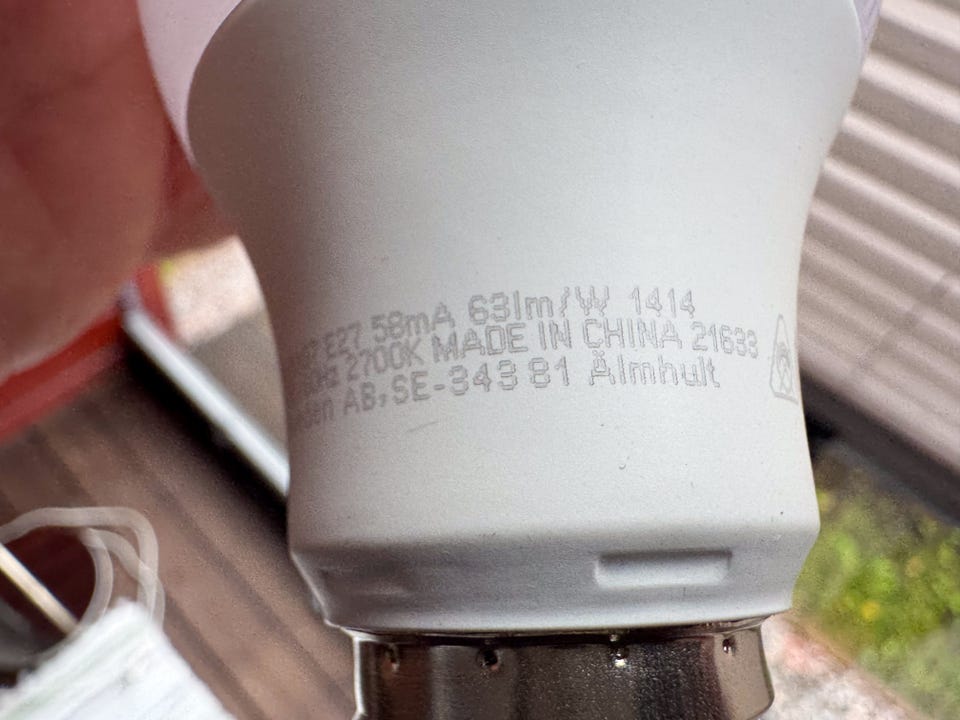 E27 58mA 63lm/W 1414
2700K MADE IN CHINA 21633
AB, SE-343 81 Älmhult